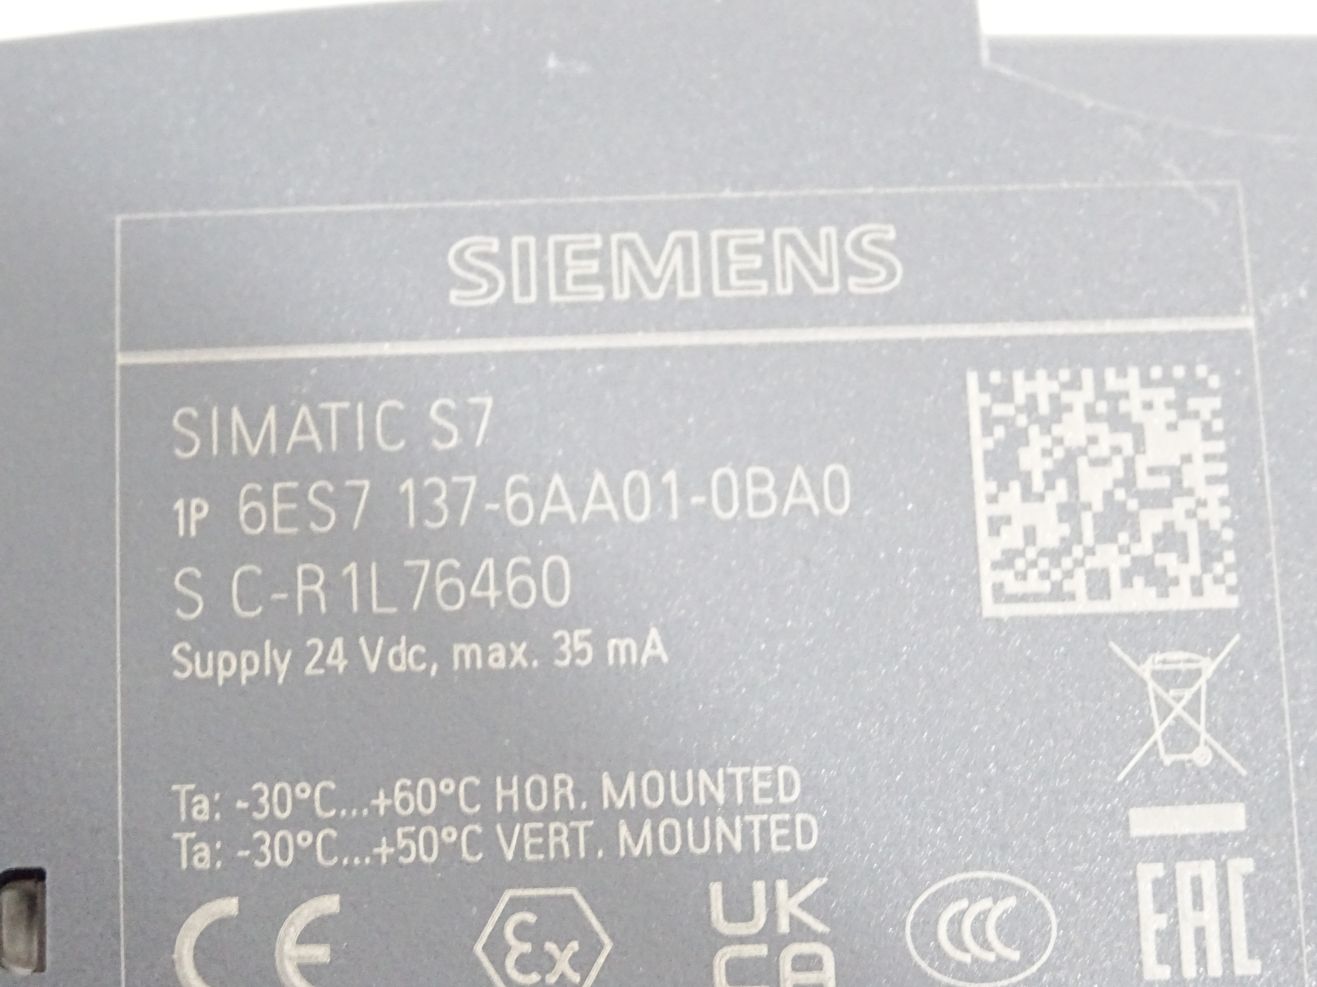 SIEMENS
SIMATIC S7
1P 6ES7 137-6AA01-0BA0
S C-R1L76460
Supply 24 Vdc, max. 35 mA
Ta: -30°C...+60°C HOR. MOUNTED
Ta: -30°C...+50°C VERT. MOUNTED
CE Ex UK CCC EAC
CA